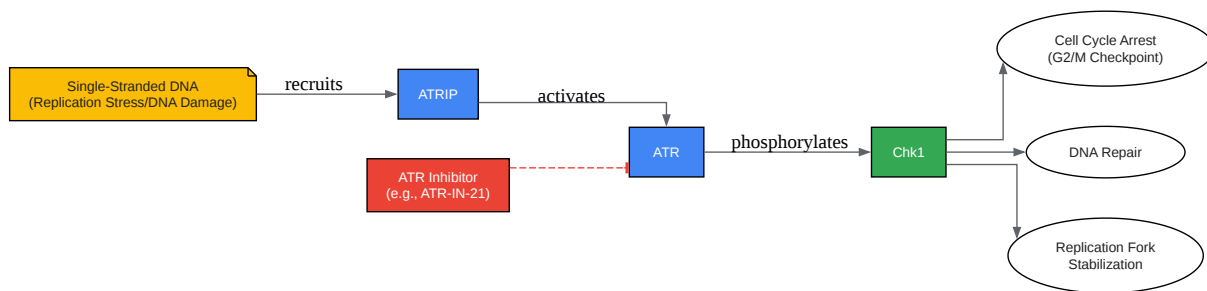 Single-Stranded DNA
(Replication Stress/DNA Damage)
recruits
ATRIP
activates
ATR Inhibitor
(e.g., ATR-IN-21)
ATR
phosphorylates
Chk1
Cell Cycle Arrest
(G2/M Checkpoint)
DNA Repair
Replication Fork
Stabilization